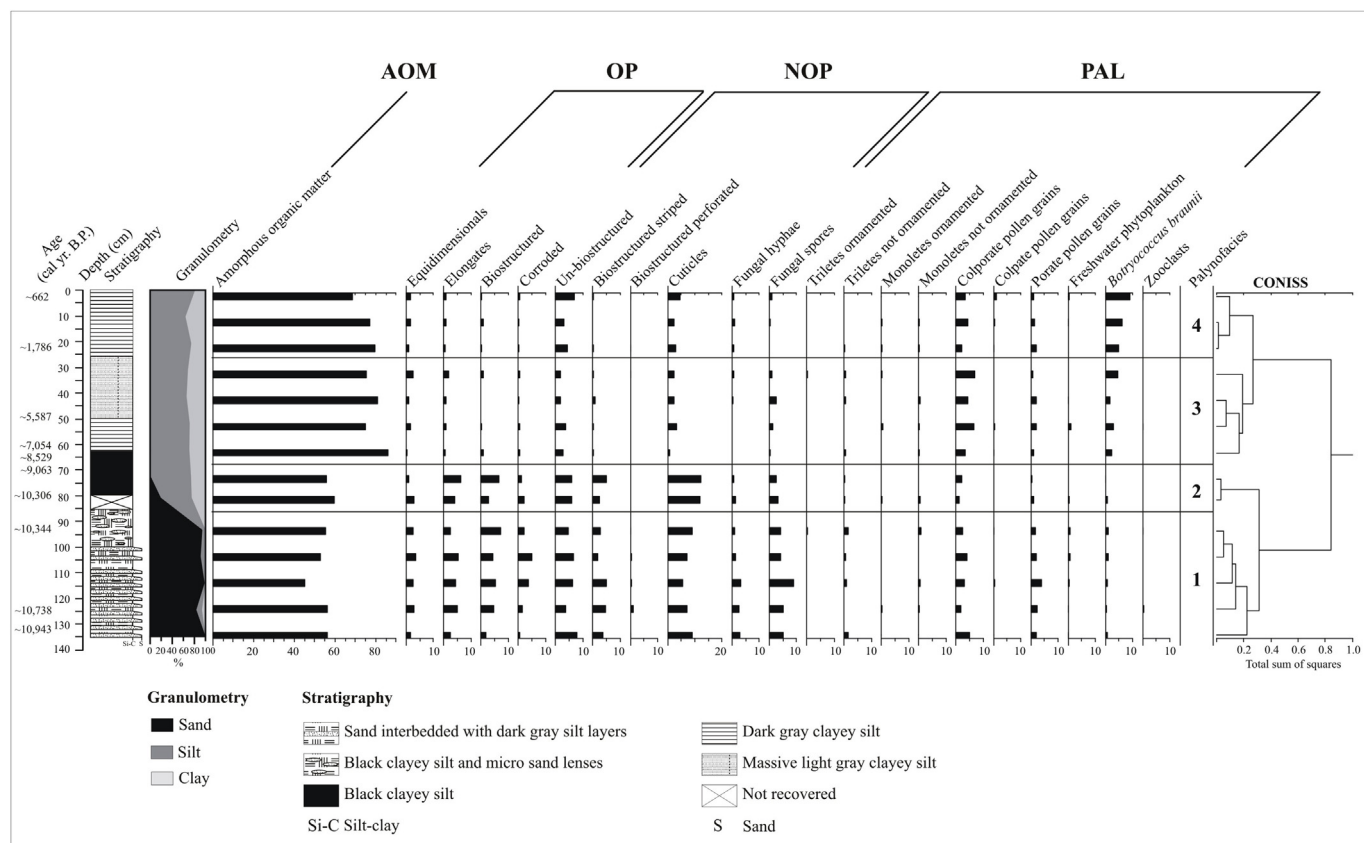 AOM OP NOP PAL
Age
(cal yr. B.P.)
Depth (cm)
Stratigraphy
Granulometry
Amorphous organic matter
Equidimensionals
Elongates
Biostructured
Corroded
Un-biostructured
Biostructured striped
Biostructured perforated
Cuticles
Fungal hyphae
Fungal spores
Triletes ornamented
Triletes not ornamented
Monoletes ornamented
Monoletes not ornamented
Colporate pollen grains
Colpate pollen grains
Porate pollen grains
Freshwater phytoplankton
Botryococcus braunii
Zooclasts
Palynofacies
CONISS
~662
~1,786
~5,587
~7,054
~8,529
~9,063
~10,306
~10,344
~10,738
~10,943
0
10
20
30
40
50
60
70
80
90
100
110
120
130
140
4
3
2
1
Si-C S
0 20 40 60 80 100
%
20 40 60 80
10 10 10 10 10 10 10 20 10 10 10 10 10 10 10 10 10 10 10 10
0.2 0.4 0.6 0.8 1.0
Total sum of squares
Granulometry
Sand
Silt
Clay
Stratigraphy
Sand interbedded with dark gray silt layers
Black clayey silt and micro sand lenses
Black clayey silt
Si-C Silt-clay
Dark gray clayey silt
Massive light gray clayey silt
Not recovered
S Sand